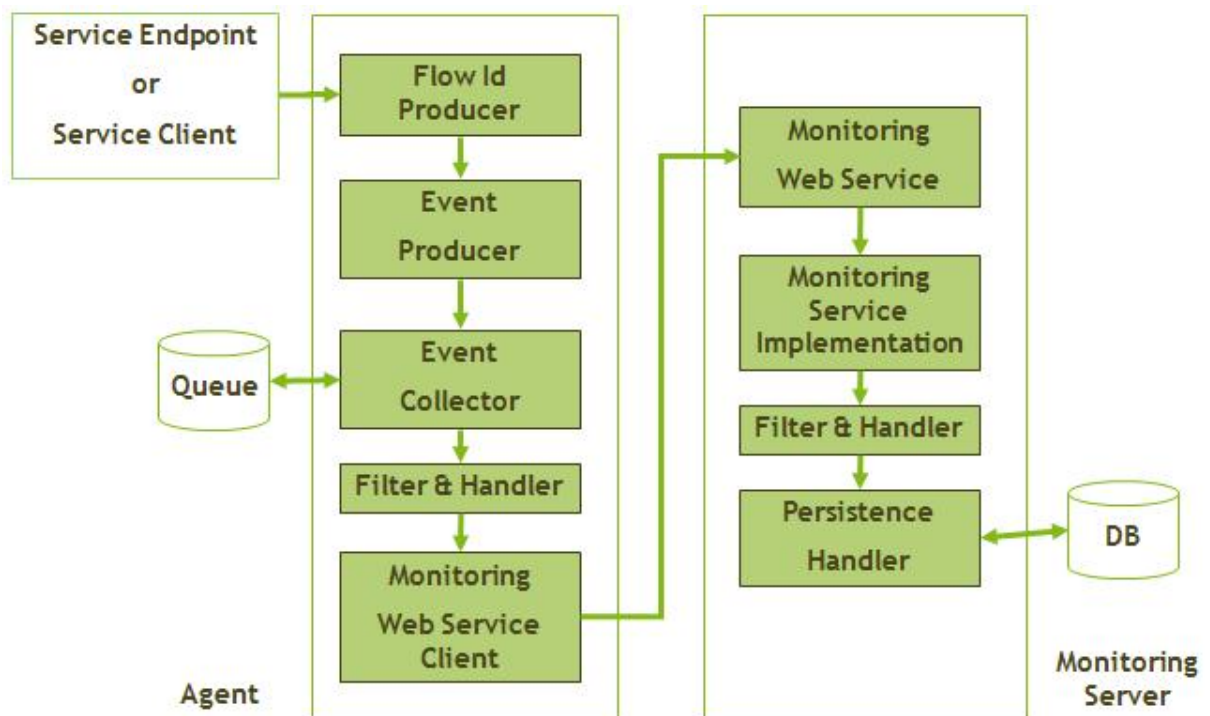 Service Endpoint
or
Service Client
Flow Id
Producer
Event
Producer
Event
Collector
Queue
Filter & Handler
Monitoring
Web Service
Client
Agent
Monitoring
Web Service
Monitoring
Service
Implementation
Filter & Handler
Persistence
Handler
DB
Monitoring
Server